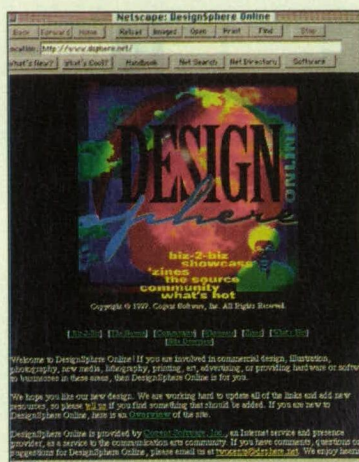 Netscape: DesignSphere Online
Back Forward Home Reload Images Open Print Find Stop
Location: http://www.dsphere.net/
What's New? What's Cool? Handbook Net Search Net Directory Software
DESIGN
ONLINE
sphere
biz-2-biz
showcase
'zines
the source
community
what's hot
Copyright © 1997. Cogent Software, Inc. All Rights Reserved.
Welcome to DesignSphere Online! If you are involved in commercial design, illustration,
photography, new media, lithography, printing, art, advertising, or providing hardware or softw
to businesses in these areas, then DesignSphere Online is for you.
We hope you like our new design. We are working hard to update all of the links and add new
resources, so please tell us if you find something that should be added. If you are new to
DesignSphere Online, here is an Overview of the site.
DesignSphere Online is provided by Cogent Software, Inc., an Internet service and presence
provider, as a service to the communication arts community. If you have comments, questions or
suggestions for DesignSphere Online, please email us at twocents@dsphere.net. We enjoy hear